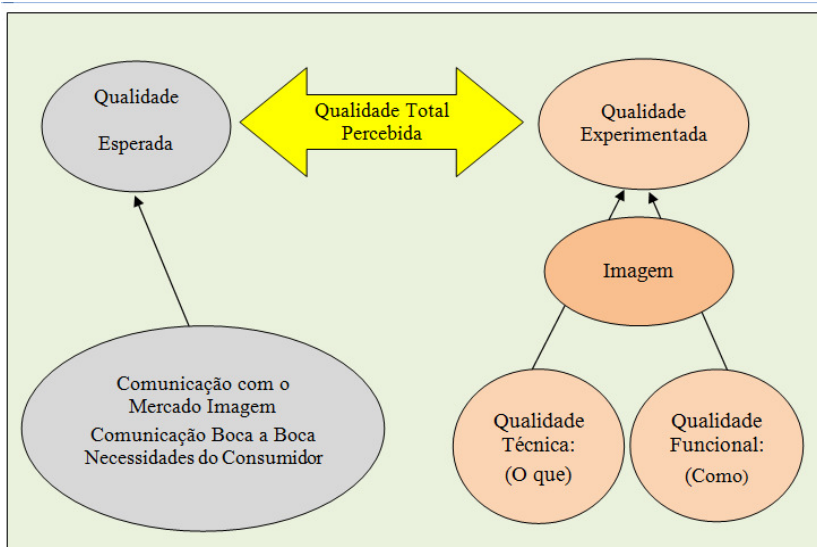 Qualidade
Esperada
Qualidade Total
Percebida
Qualidade
Experimentada
Imagem
Comunicação com o
Mercado Imagem
Comunicação Boca a Boca
Necessidades do Consumidor
Qualidade
Técnica:
(O que)
Qualidade
Funcional:
(Como)